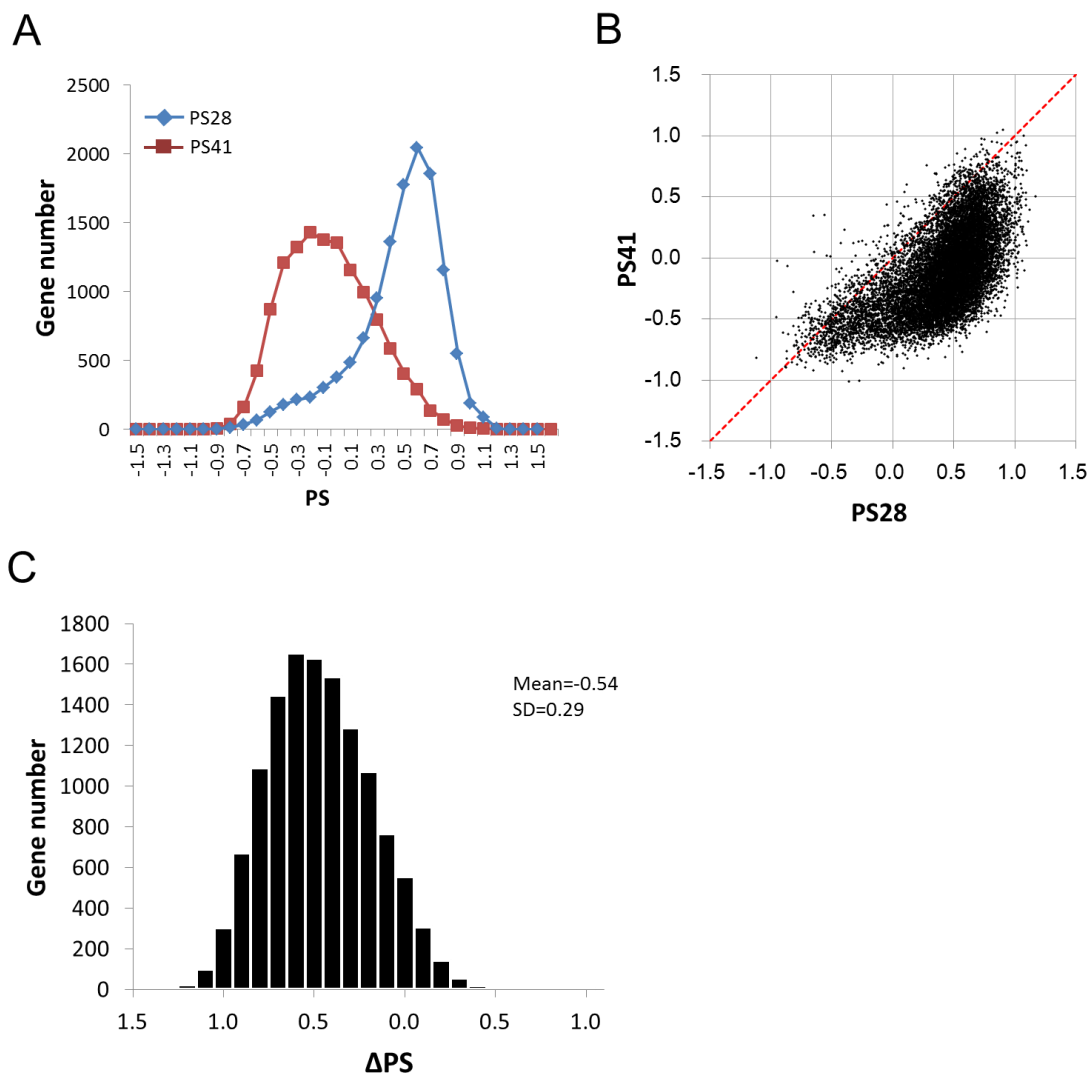 A
2500
2000
1500
1000
500
0
Gene number
PS28
PS41
-1.5
-1.3
-1.1
-0.9
-0.7
-0.5
-0.3
-0.1
0.1
0.3
0.5
0.7
0.9
1.1
1.3
1.5
PS
B
1.5
1.0
0.5
0.0
-0.5
-1.0
-1.5
PS41
-1.5 -1.0 -0.5 0.0 0.5 1.0 1.5
PS28
C
1800
1600
1400
1200
1000
800
600
400
200
0
Gene number
Mean=-0.54
SD=0.29
1.5 1.0 0.5 0.0 0.5 1.0
ΔPS